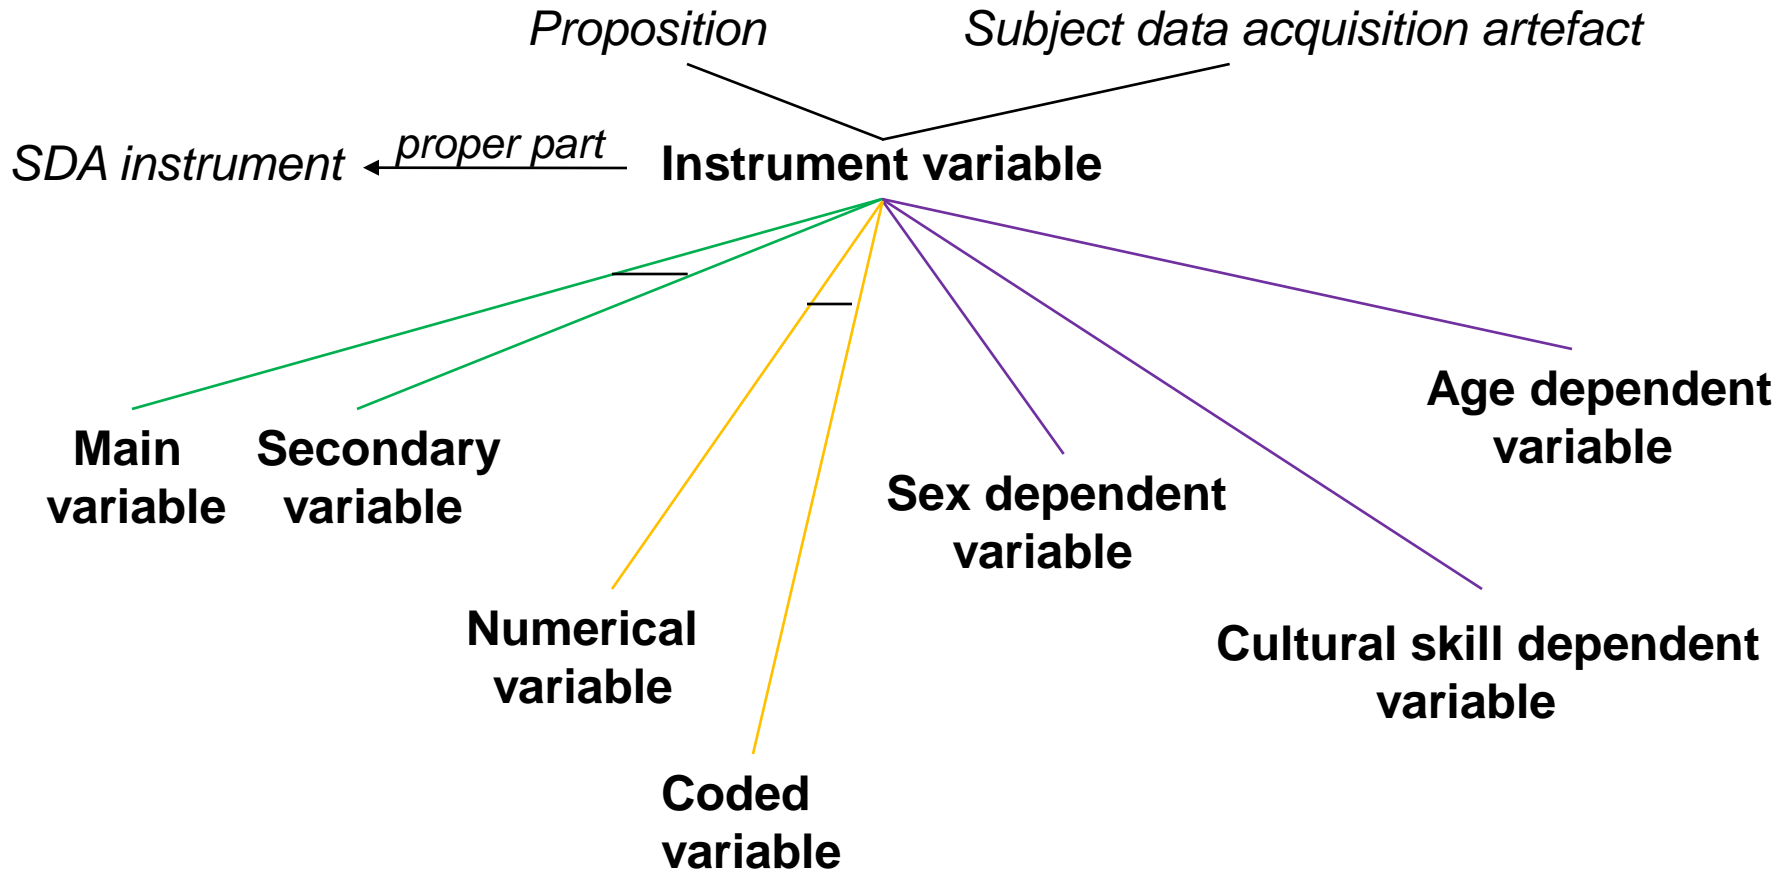 Proposition
Subject data acquisition artefact
SDA instrument
proper part
Instrument variable
Main
variable
Secondary
variable
Numerical
variable
Coded
variable
Sex dependent
variable
Cultural skill dependent
variable
Age dependent
variable